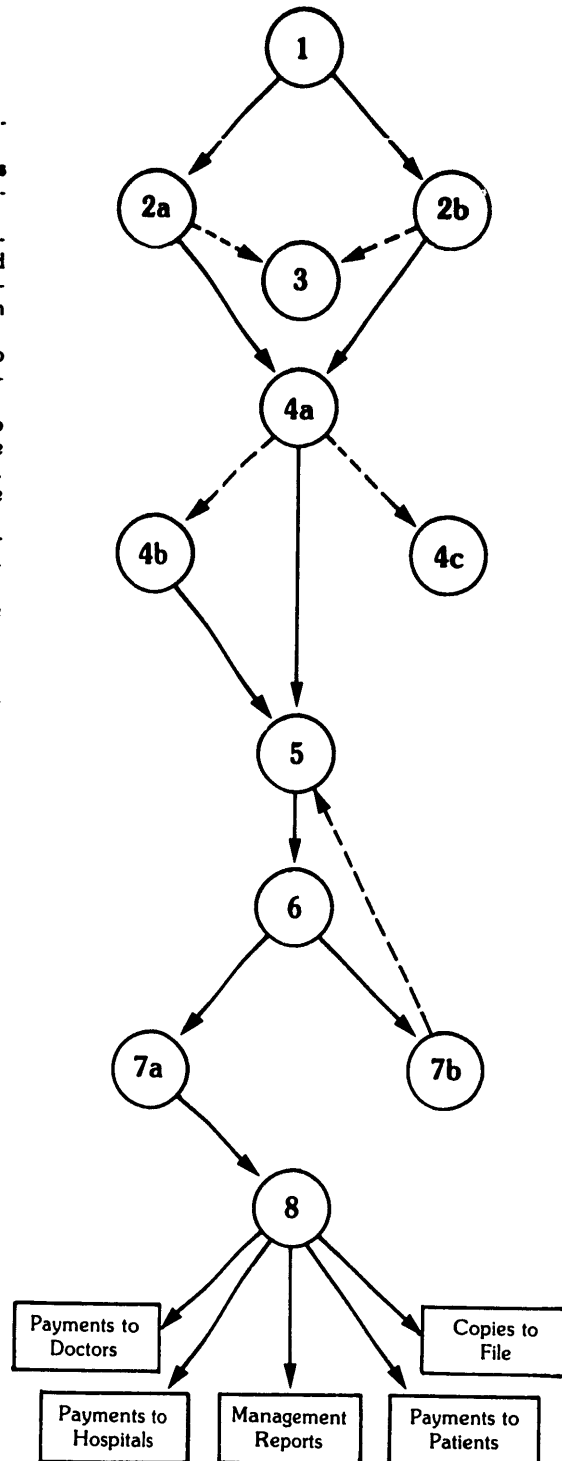 1
2a
2b
3
4a
4b
4c
5
6
7a
7b
8
Payments to
Doctors
Copies to
File
Payments to
Hospitals
Management
Reports
Payments to
Patients